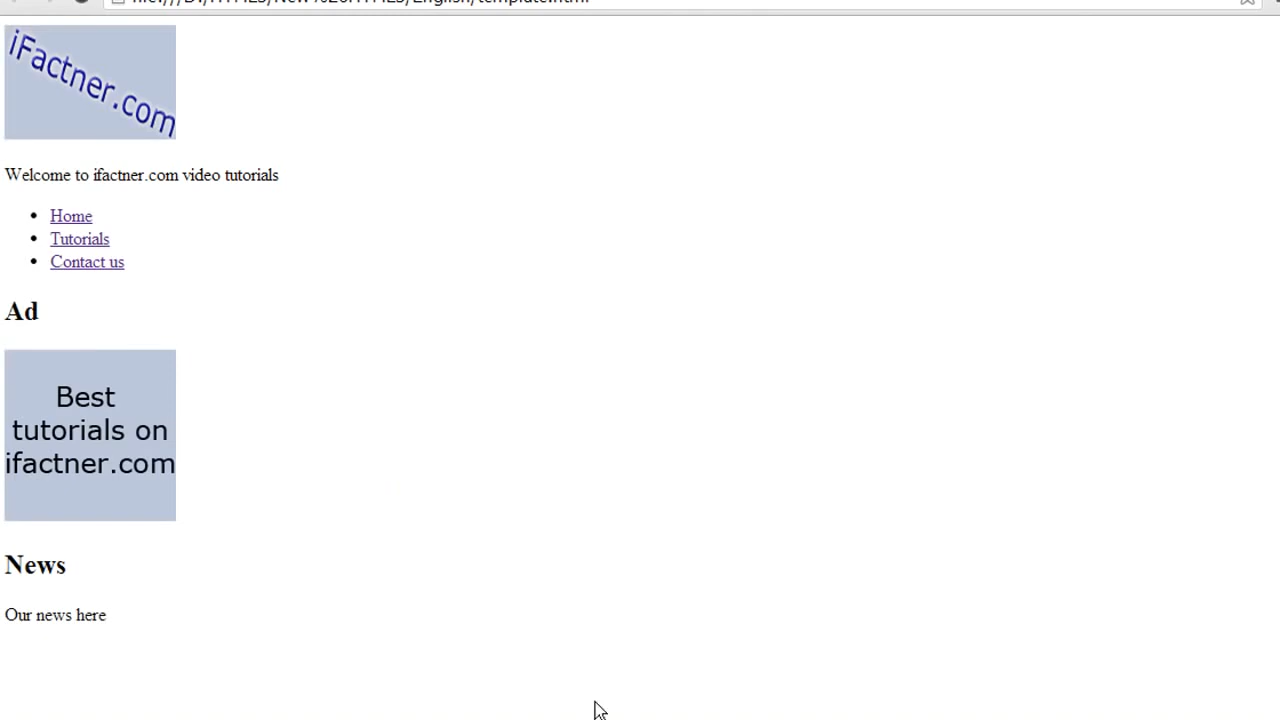 iFactner.com
Welcome to ifactner.com video tutorials
Home
Tutorials
Contact us
Ad
Best
tutorials on
ifactner.com
News
Our news here